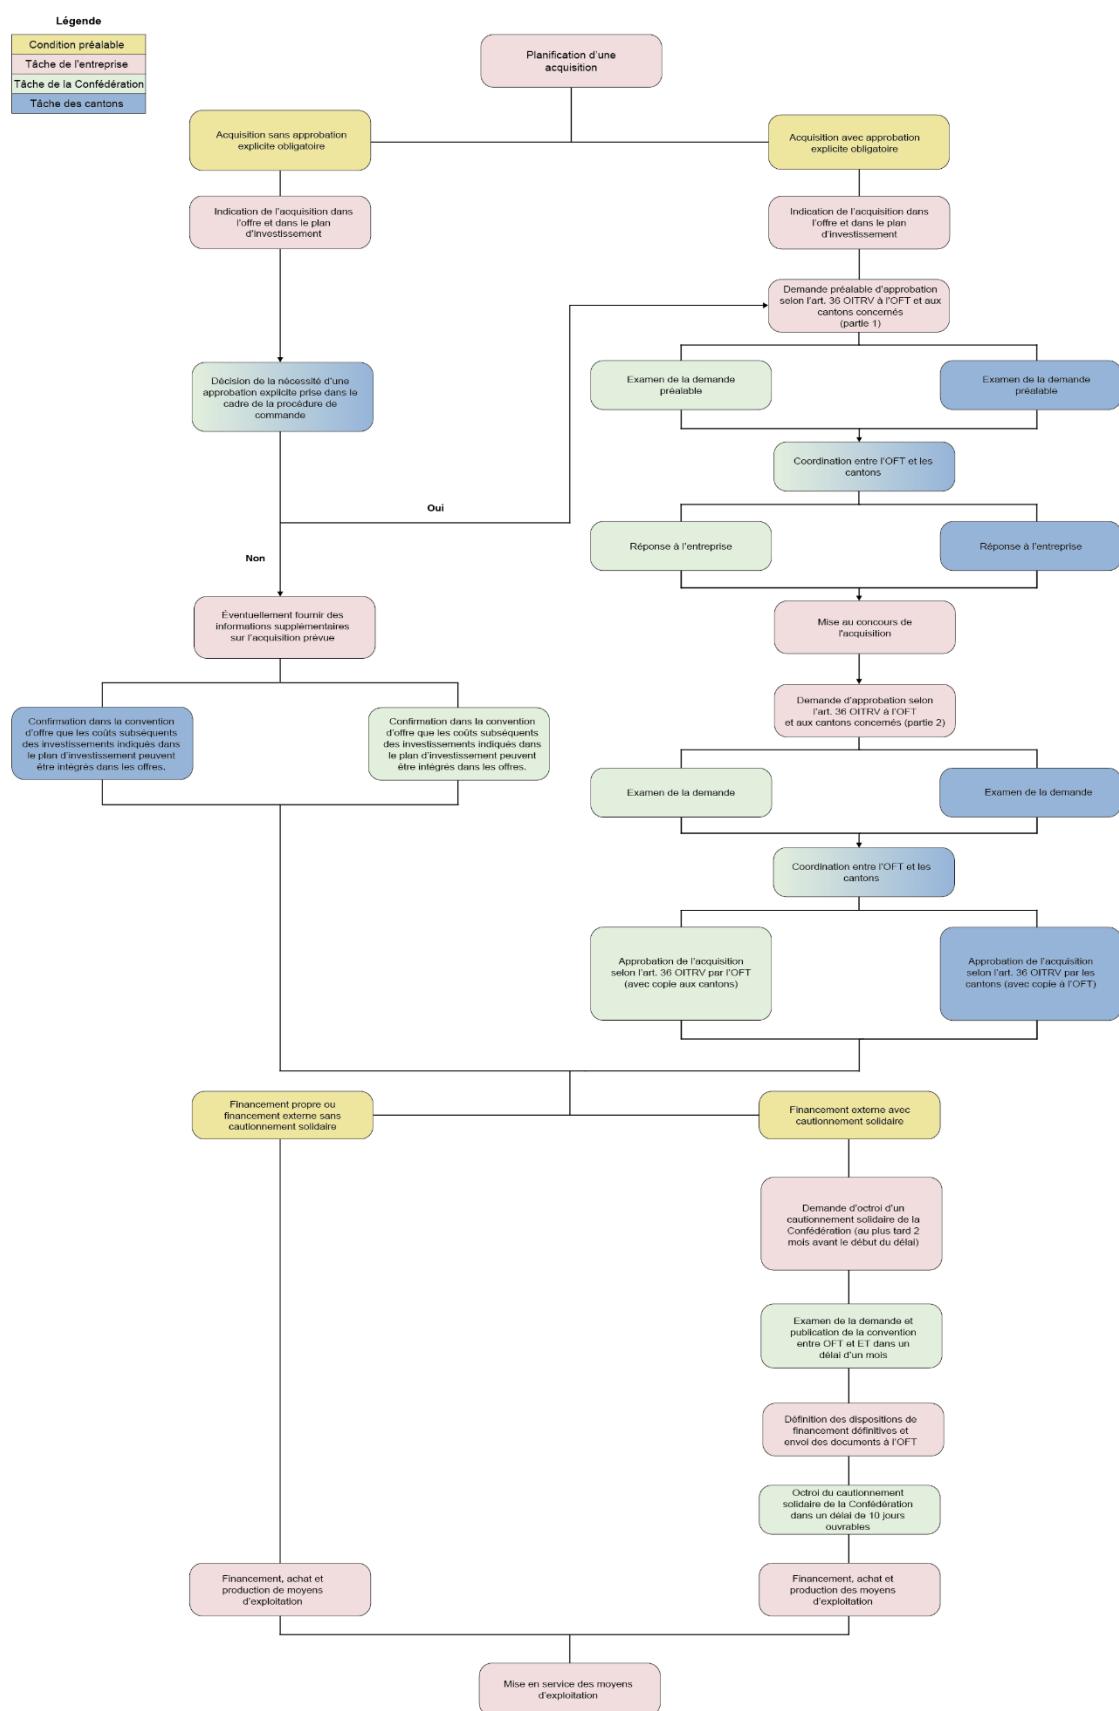 Légende
Condition préalable
Tâche de l'entreprise
Tâche de la Confédération
Tâche des cantons
Planification d'une
acquisition
Acquisition sans approbation
explicite obligatoire
Acquisition avec approbation
explicite obligatoire
Indication de l'acquisition dans
l'offre et dans le plan
d'investissement
Indication de l'acquisition dans
l'offre et dans le plan
d'investissement
Demande préalable d'approbation
selon l'art. 36 OITRV à l'OFT et aux
cantons concernés
(partie 1)
Décision de la nécessité d'une
approbation explicite prise dans le
cadre de la procédure de
commande
Examen de la demande
préalable
Examen de la demande
préalable
Coordination entre l'OFT et les
cantons
Oui
Réponse à l'entreprise
Réponse à l'entreprise
Non
Éventuellement fournir des
informations supplémentaires
sur l'acquisition prévue
Mise au concours de
l'acquisition
Demande d'approbation selon
l'art. 36 OITRV à l'OFT
et aux cantons concernés (partie 2)
Confirmation dans la convention
d'offre que les coûts subséquents
des investissements indiqués dans
le plan d'investissement peuvent
être intégrés dans les offres.
Confirmation dans la convention
d'offre que les coûts subséquents
des investissements indiqués dans
le plan d'investissement peuvent
être intégrés dans les offres.
Examen de la demande
Examen de la demande
Coordination entre l'OFT et les
cantons
Approbation de l'acquisition
selon l'art. 36 OITRV par l'OFT
(avec copie aux cantons)
Approbation de l'acquisition
selon l'art. 36 OITRV par les
cantons (avec copie à l'OFT)
Financement propre ou
financement externe sans
cautionnement solidaire
Financement externe avec
cautionnement solidaire
Demande d'octroi d'un
cautionnement solidaire de la
Confédération (au plus tard 2
mois avant le début du délai)
Examen de la demande et
publication de la convention
entre OFT et ET dans un
délai d'un mois
Définition des dispositions de
financement définitives et
envoi des documents à l'OFT
Octroi du cautionnement
solidaire de la Confédération
dans un délai de 10 jours
ouvrables
Financement, achat et
production de moyens
d'exploitation
Financement, achat et
production des moyens
d'exploitation
Mise en service des moyens
d'exploitation